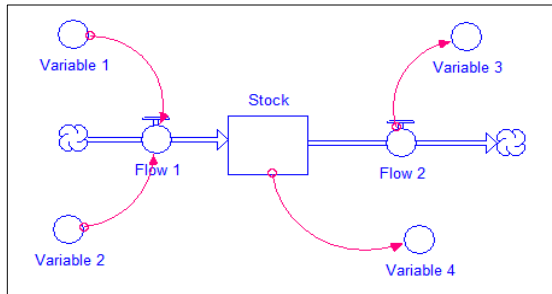 Variable 1
Variable 3
Stock
Flow 1
Flow 2
Variable 2
Variable 4